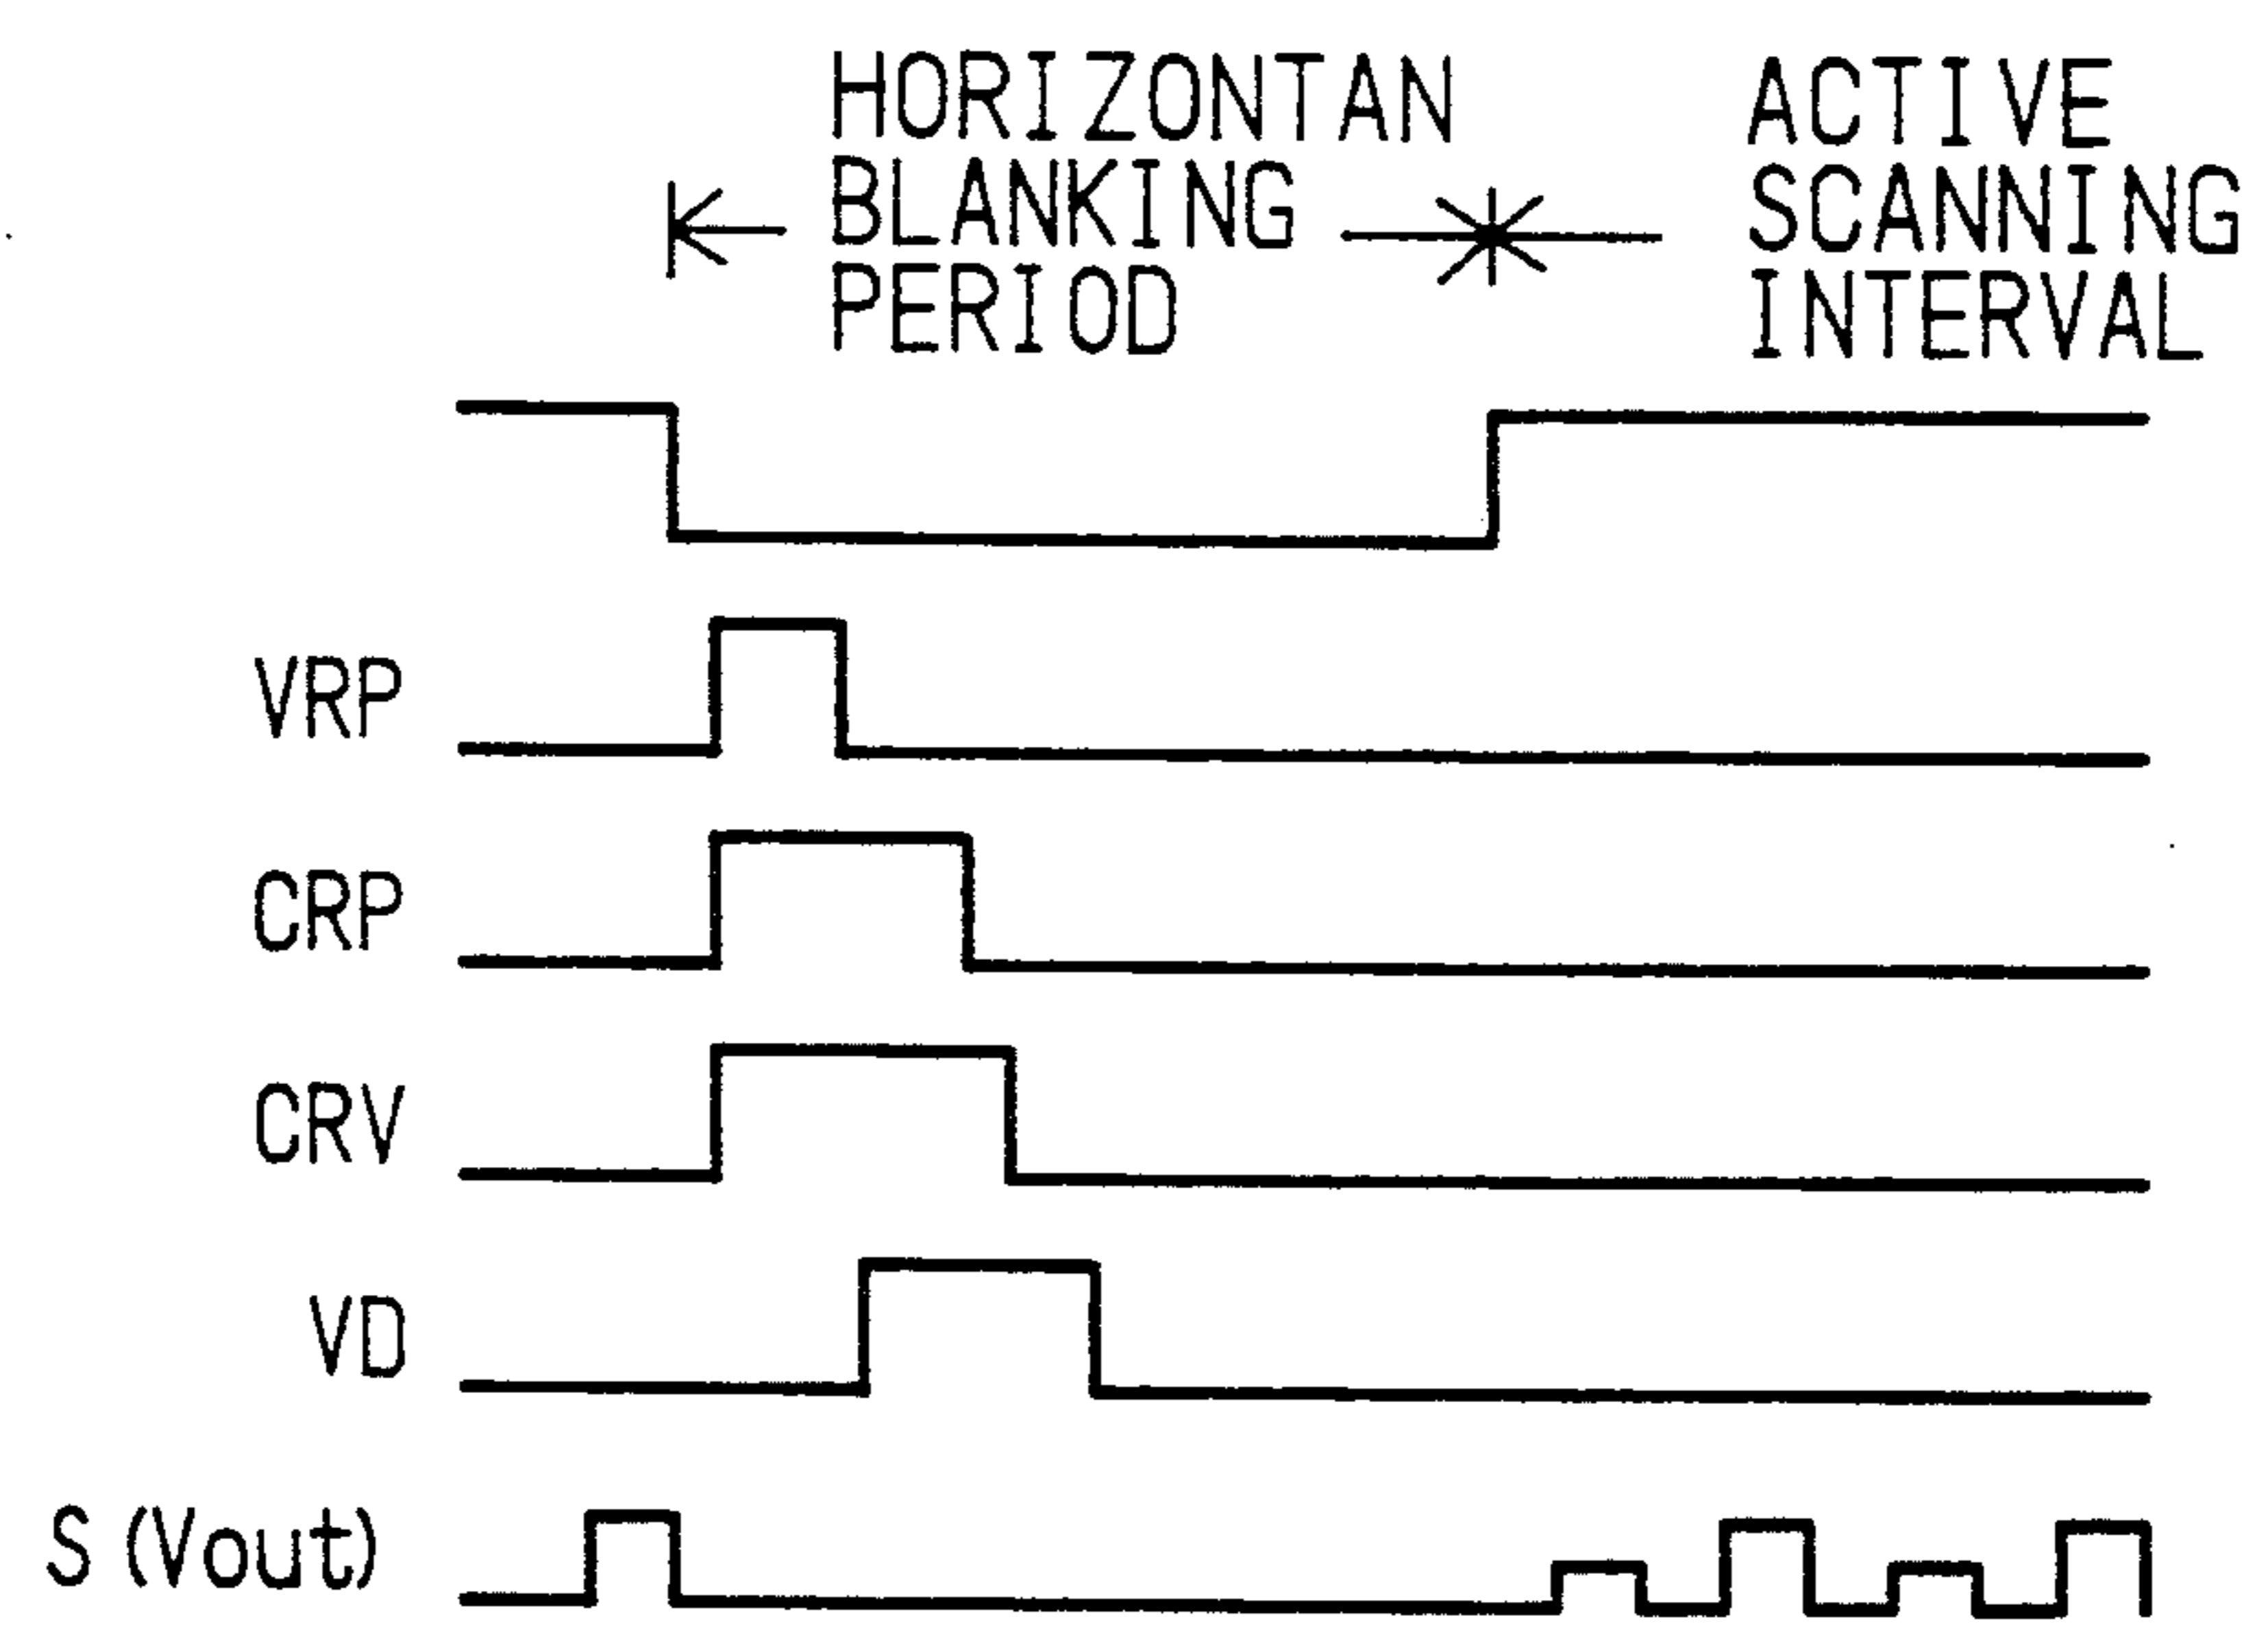 HORIZONTAN
BLANKING
PERIOD
ACTIVE
SCANNING
INTERVAL
VRP
CRP
CRV
VD
S (Vout)